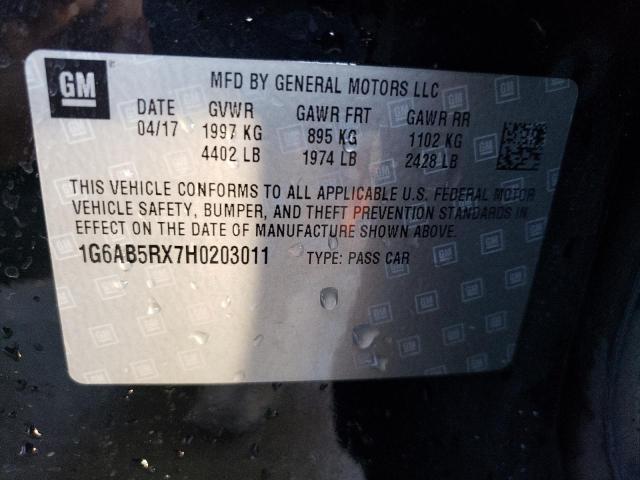 GM
MFD BY GENERAL MOTORS LLC
DATE GVWR GAWR FRT GAWR RR
04/17 1997 KG 895 KG 1102 KG
4402 LB 1974 LB 2428 LB
THIS VEHICLE CONFORMS TO ALL APPLICABLE U.S. FEDERAL MOTOR
VEHICLE SAFETY, BUMPER, AND THEFT PREVENTION STANDARDS IN
EFFECT ON THE DATE OF MANUFACTURE SHOWN ABOVE.
1G6AB5RX7H0203011 TYPE: PASS CAR